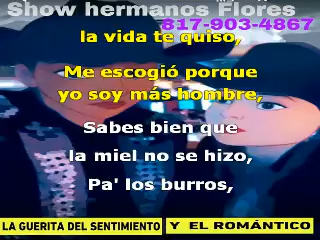 Show hermanos Flores
817-903-4867
la vida te quiso,
Me escogió porque
yo soy más hombre,
Sabes bien que
la miel no se hizo,
Pa' los burros,
LA GUERITA DEL SENTIMIENTO Y EL ROMÁNTICO